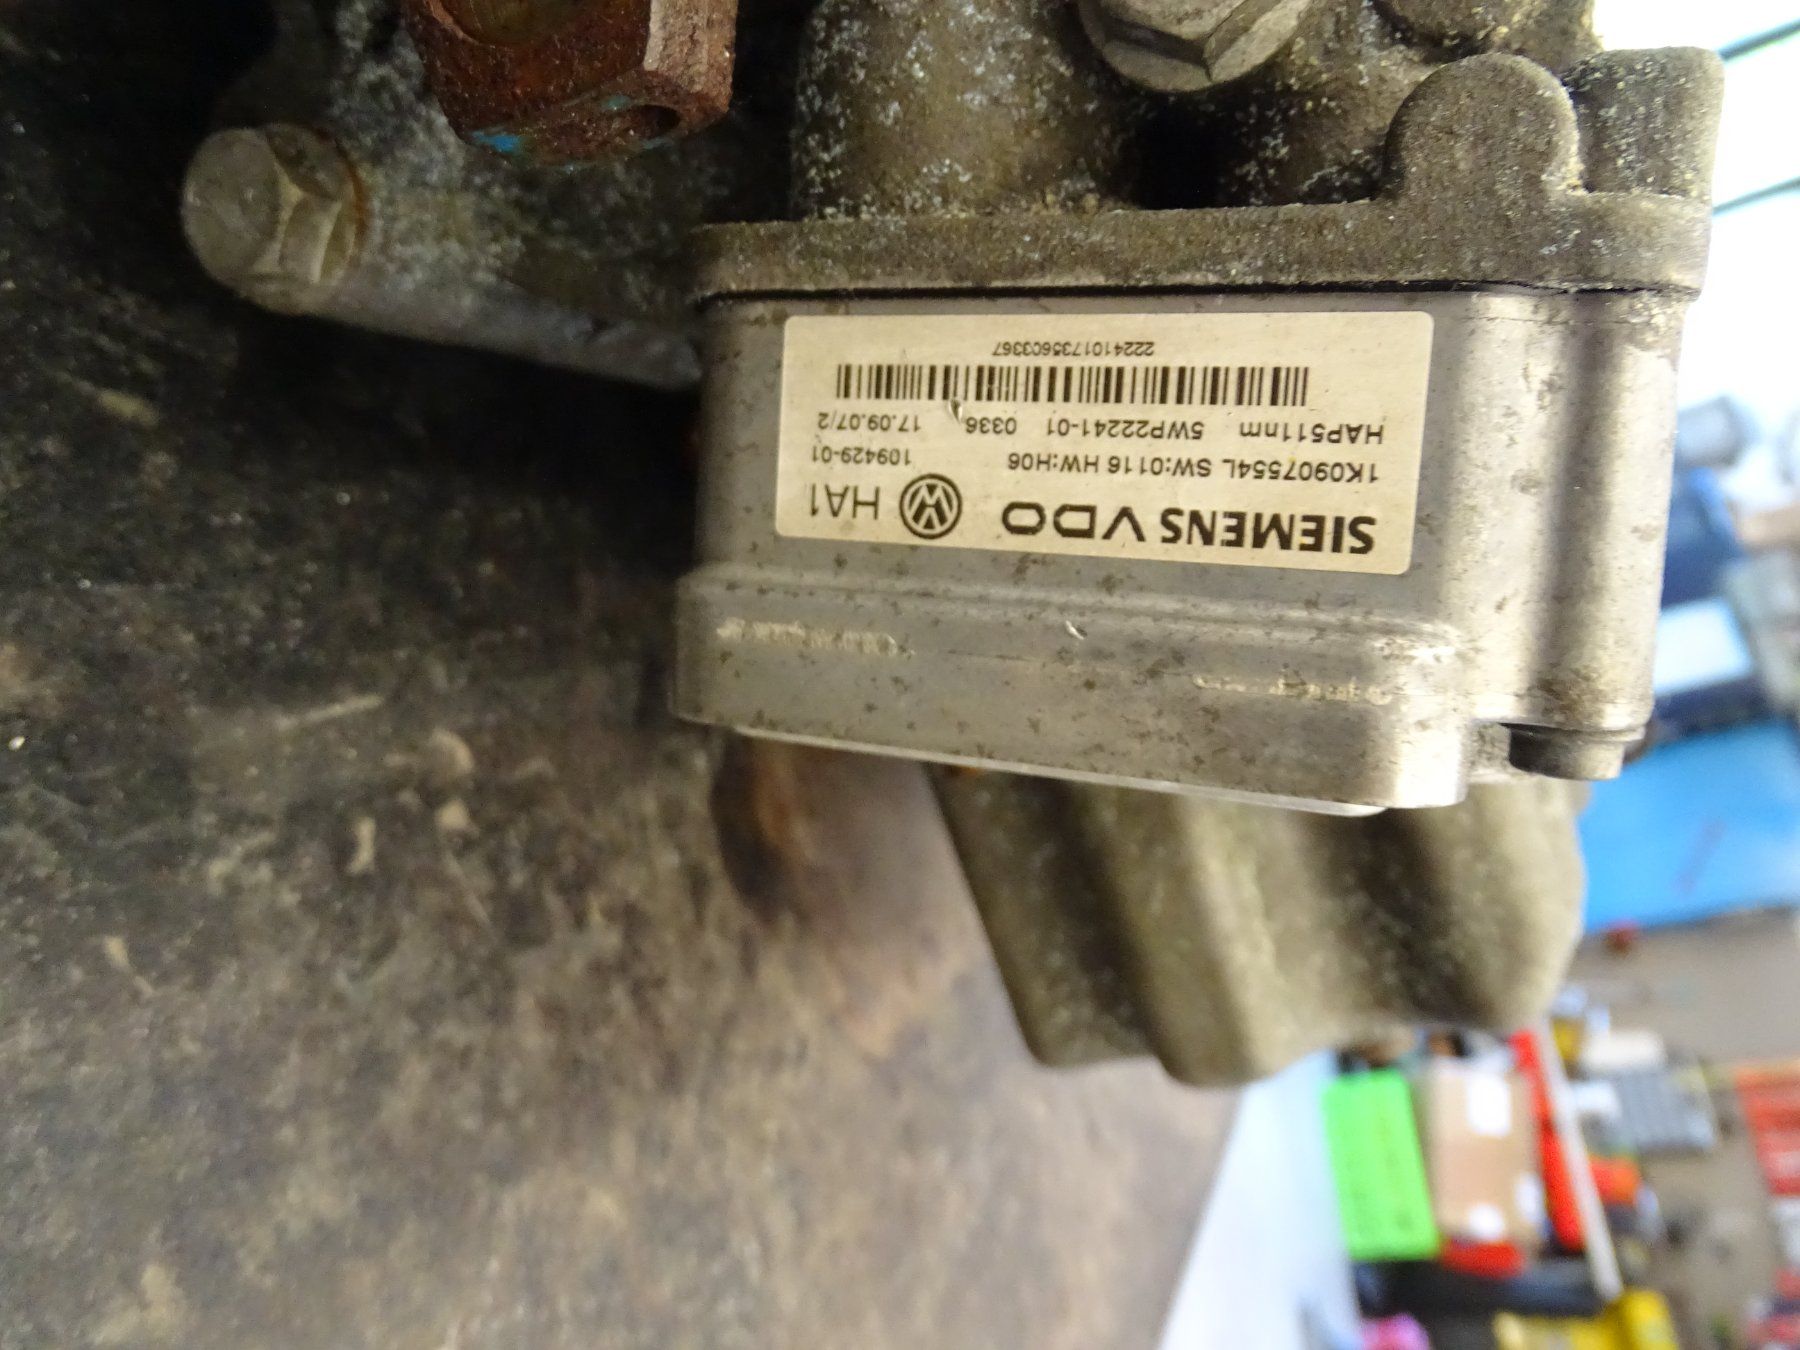 SIEMENS VDO HA1
1K0907554L SW:0116 HW:H06 109429-01
HAP511nm 5WP22241-01 0336 17.09.07/2
2224101735603367